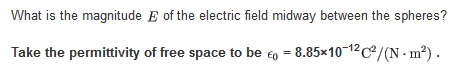 What is the magnitude E of the electric field midway between the spheres?
Take the permittivity of free space to be ϵ₀ = 8.85×10⁻¹²C²/(N · m²) .